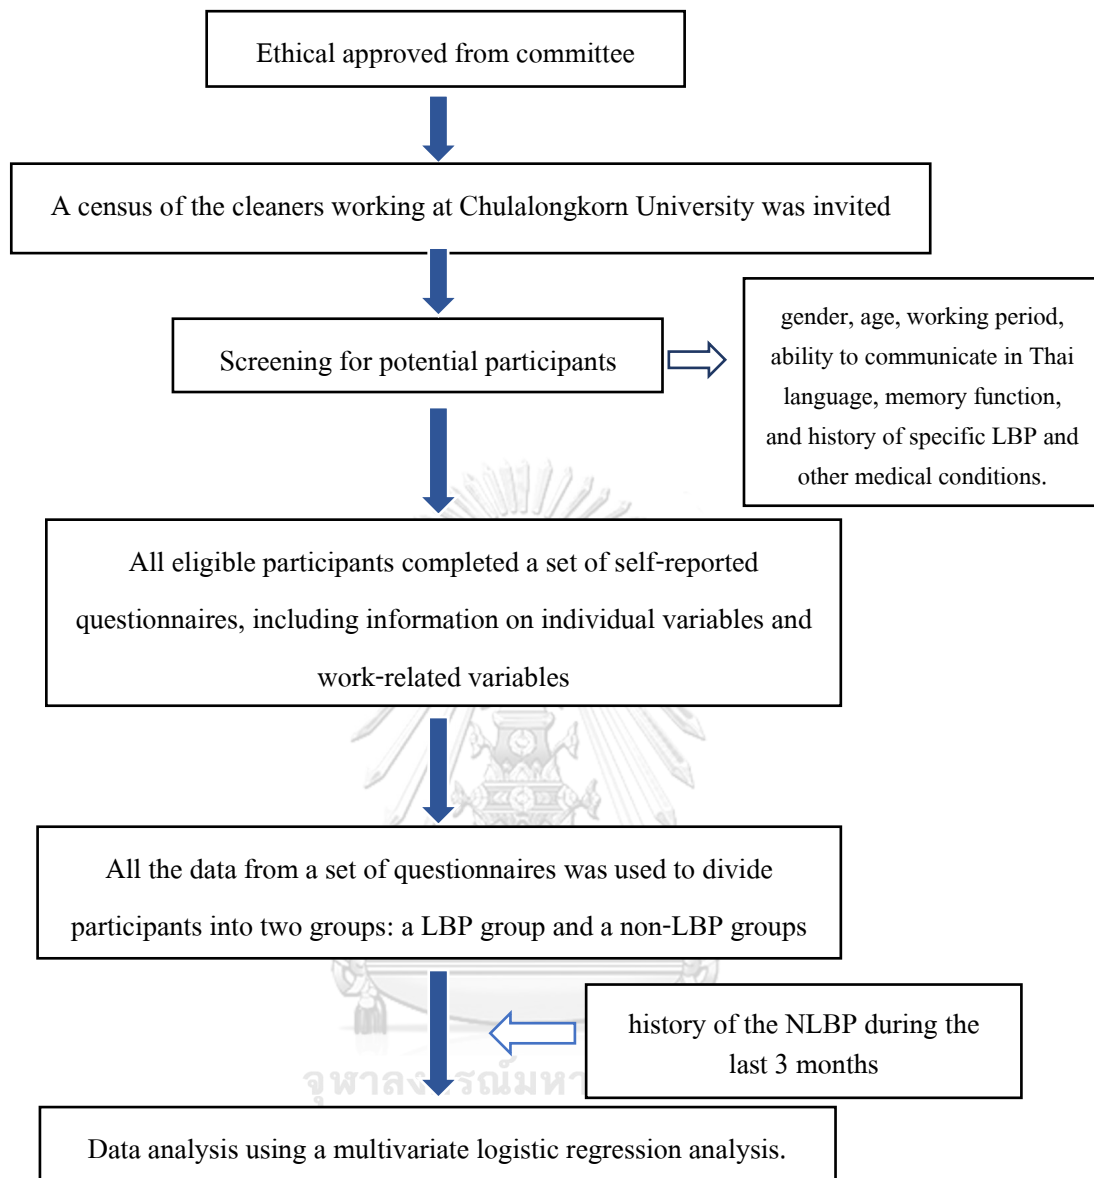 Ethical approved from committee
A census of the cleaners working at Chulalongkorn University was invited
Screening for potential participants
gender, age, working period,
ability to communicate in Thai
language, memory function,
and history of specific LBP and
other medical conditions.
All eligible participants completed a set of self-reported
questionnaires, including information on individual variables and
work-related variables
All the data from a set of questionnaires was used to divide
participants into two groups: a LBP group and a non-LBP groups
history of the NLBP during the
last 3 months
Data analysis using a multivariate logistic regression analysis.